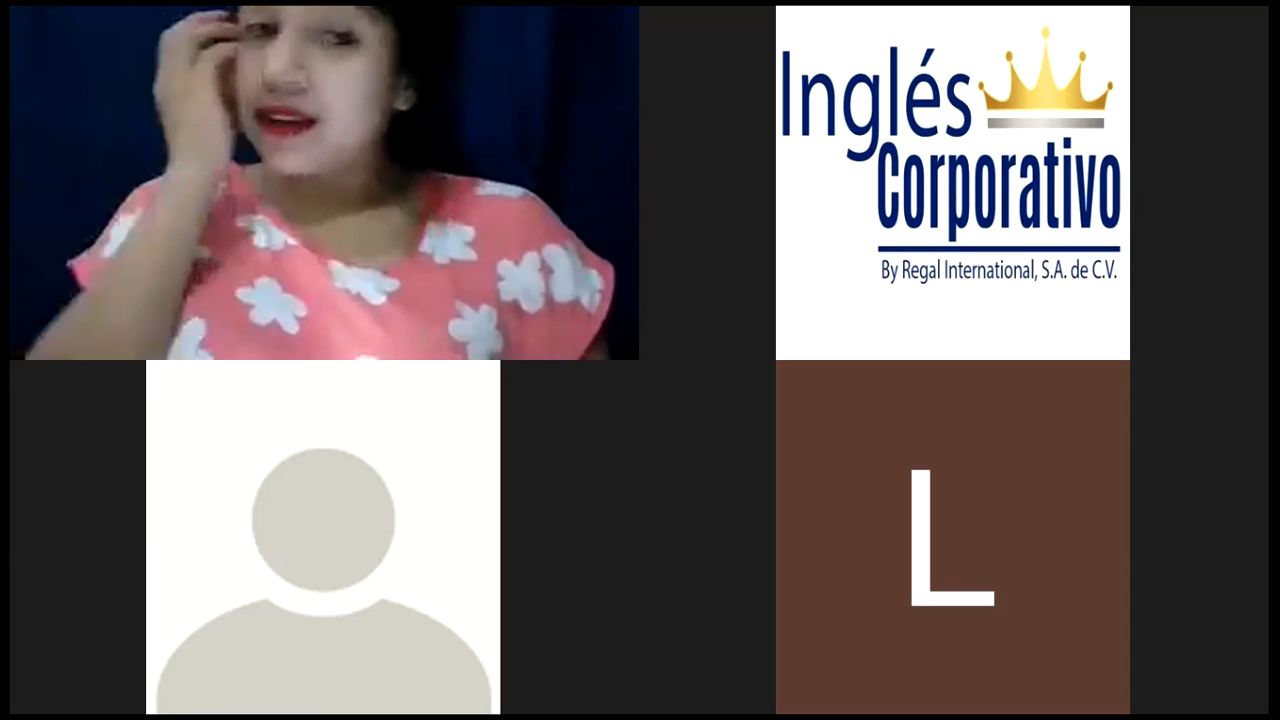 Inglés
Corporativo
By Regal International, S.A. de C.V.
L